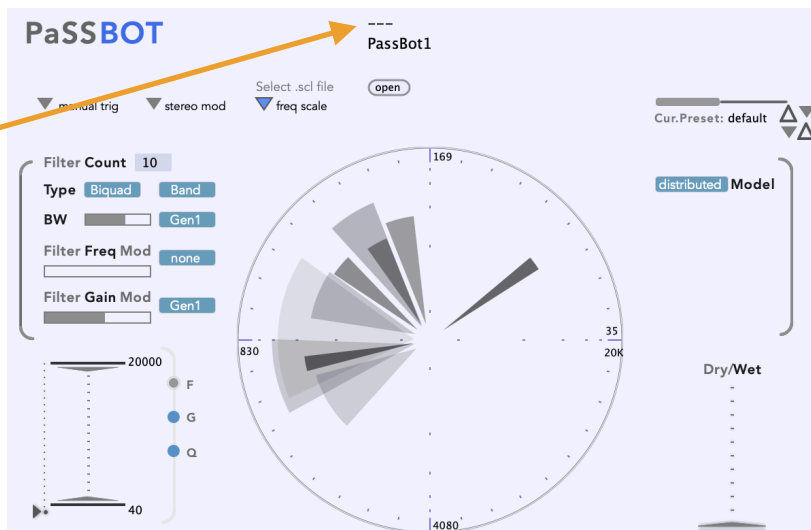 PaSSBOT
---
PassBot1
Select .scl file
open
manual trig
stereo mod
freq scale
Cur.Preset: default
Filter Count 10
Type Biquad Band
BW Gen1
Filter Freq Mod
none
Filter Gain Mod
Gen1
distributed Model
169
35
20K
830
4080
20000
F
G
Q
40
Dry/Wet